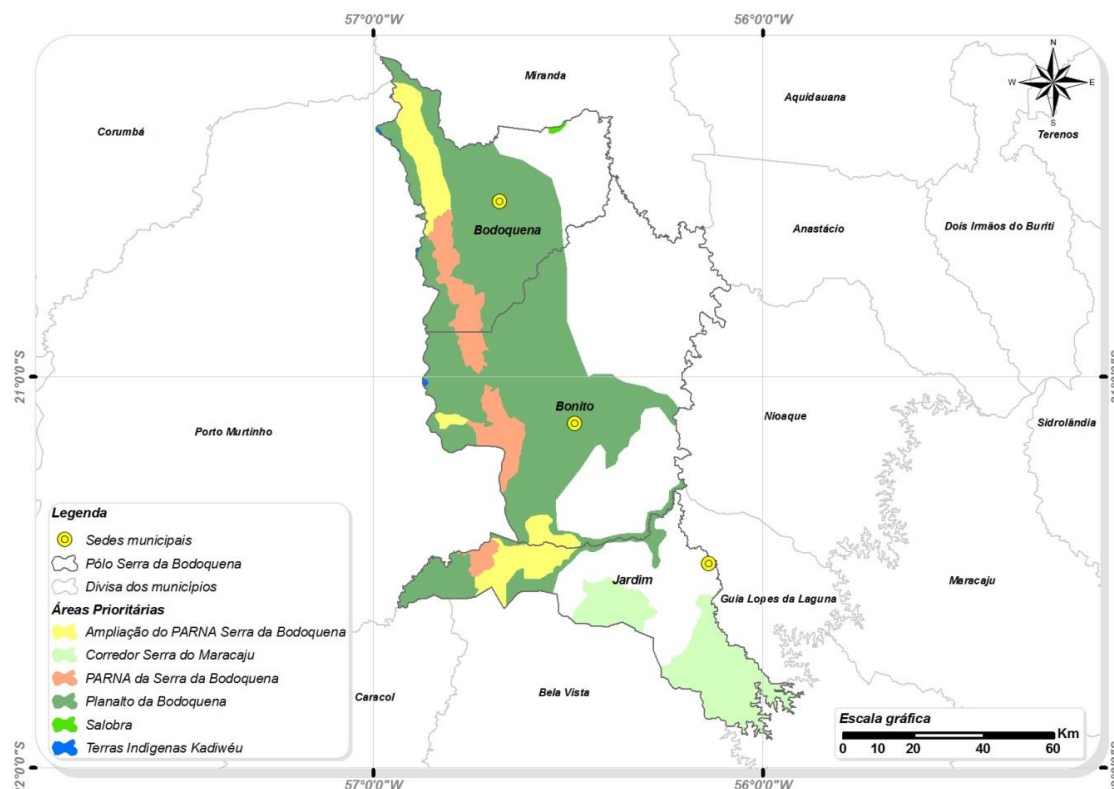 57°0'0"W
56°0'0"W
N
W
E
S
Miranda
Corumbá
Aquidauana
Terenos
Bodoquena
Anastácio
Dois Irmãos do Buriti
21°0'0"S
Bonito
Nioaque
Sidrolândia
Porto Murtinho
Legenda
Sedes municipais
Pólo Serra da Bodoquena
Divisa dos municípios
Áreas Prioritárias
Ampliação do PARNA Serra da Bodoquena
Corredor Serra do Maracaju
PARNA da Serra da Bodoquena
Planalto da Bodoquena
Salobra
Terras Indígenas Kadiwéu
Jardim
Guia Lopes da Laguna
Maracaju
Caracol
Bela Vista
Escala gráfica
Km
0 10 20 40 60
57°0'0"W
56°0'0"W